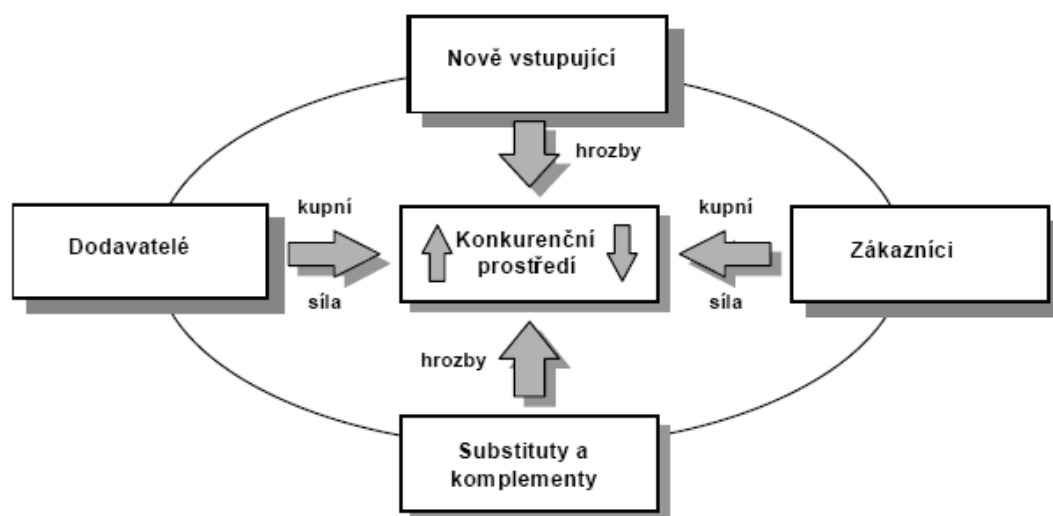 Nově vstupující
hrozby
kupní
Dodavatelé
síla
Konkurenční
prostředí
kupní
Zákazníci
síla
hrozby
Substituty a
komplementy